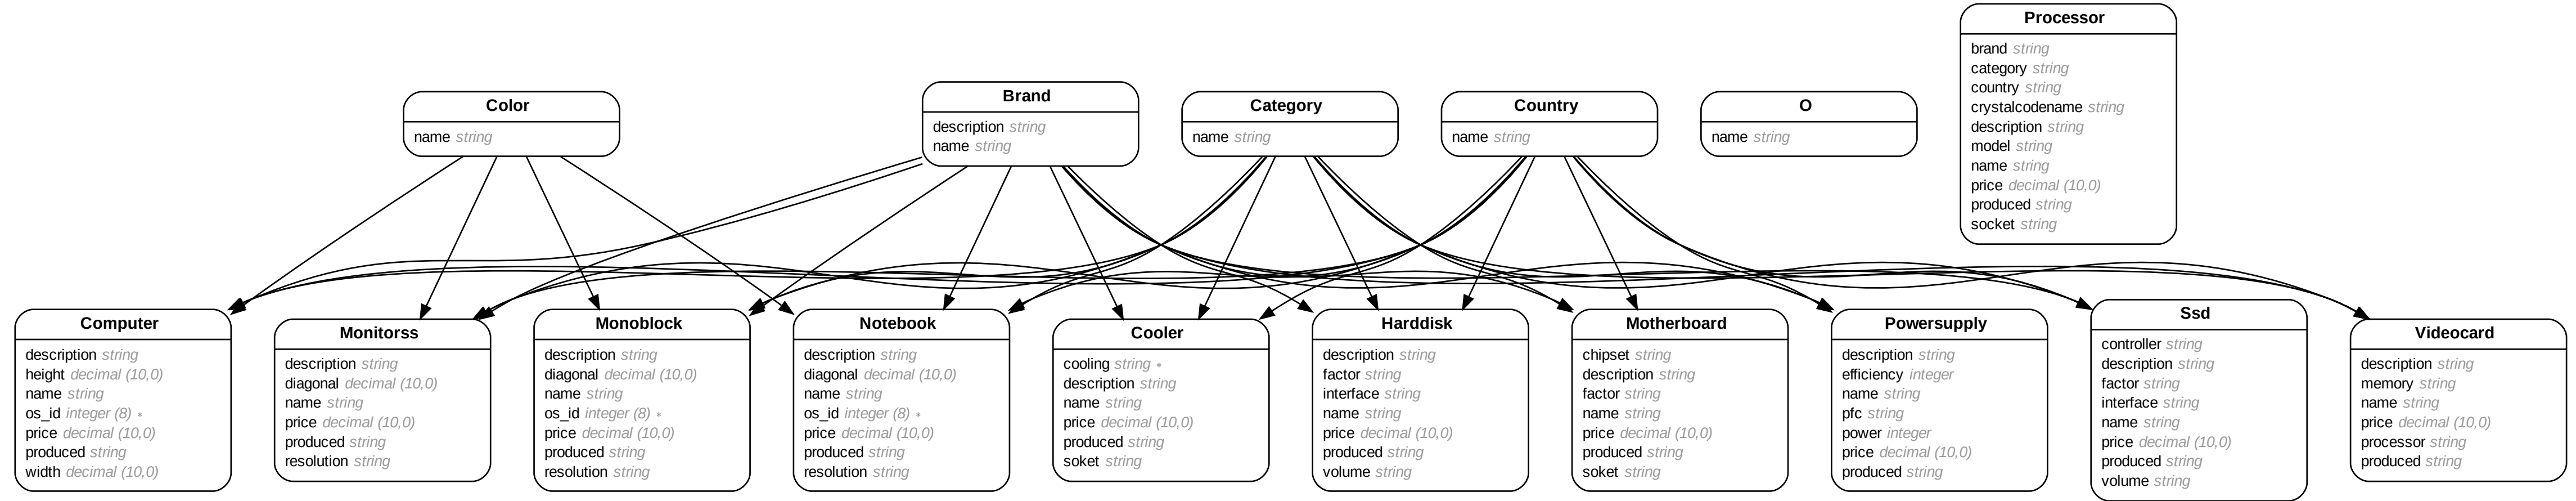 Processor
brand string
category string
country string
crystalcodename string
description string
model string
name string
price decimal (10,0)
produced string
socket string
Color
name string
Brand
description string
name string
Category
name string
Country
name string
O
name string
Computer
description string
height decimal (10,0)
name string
os_id integer (8) •
price decimal (10,0)
produced string
width decimal (10,0)
Monitorss
description string
diagonal decimal (10,0)
name string
price decimal (10,0)
produced string
resolution string
Monoblock
description string
diagonal decimal (10,0)
name string
os_id integer (8) •
price decimal (10,0)
produced string
resolution string
Notebook
description string
diagonal decimal (10,0)
name string
os_id integer (8) •
price decimal (10,0)
produced string
resolution string
Cooler
cooling string •
description string
name string
price decimal (10,0)
produced string
soket string
Harddisk
description string
factor string
interface string
name string
price decimal (10,0)
produced string
volume string
Motherboard
chipset string
description string
factor string
name string
price decimal (10,0)
produced string
soket string
Powersupply
description string
efficiency integer
name string
pfc string
power integer
price decimal (10,0)
produced string
Ssd
controller string
description string
factor string
interface string
name string
price decimal (10,0)
produced string
volume string
Videocard
description string
memory string
name string
price decimal (10,0)
processor string
produced string